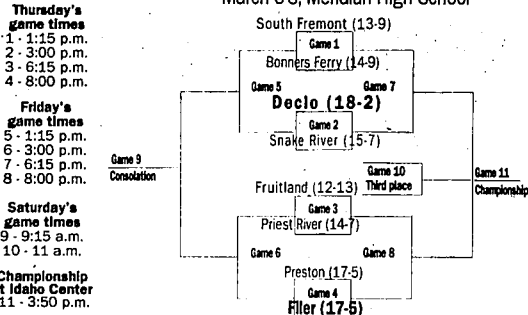 March 6-8, Meridian High School
Thursday's
game times
1 - 1:15 p.m.
2 - 3:00 p.m.
3 - 6:15 p.m.
4 - 8:00 p.m.
Friday's
game times
5 - 1:15 p.m.
6 - 3:00 p.m.
7 - 6:15 p.m.
8 - 8:00 p.m.
Saturday's
game times
9 - 9:15 a.m.
10 - 11 a.m.
Championship
at Idaho Center
11 - 3:50 p.m.
South Fremont (13-9)
Game 1
Bonners Ferry (14-9)
Game 5
Game 7
Declo (18-2)
Game 2
Snake River (15-7)
Game 9
Consolation
Game 10
Third place
Game 11
Championship
Fruitland (12-13)
Game 3
Priest River (14-7)
Game 6
Game 8
Preston (17-5)
Game 4
Filer (17-5)